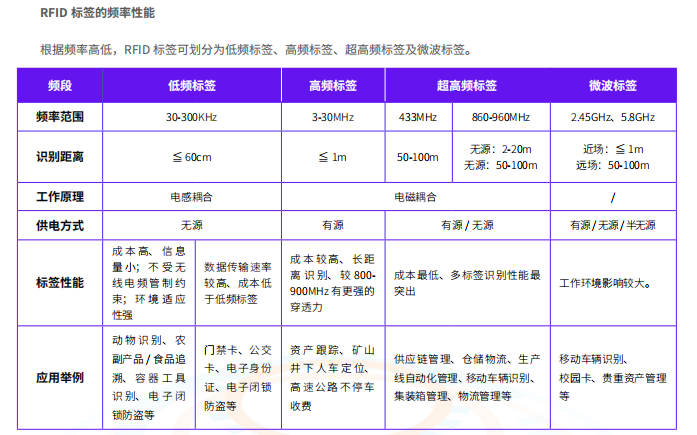 RFID 标签的频率性能
根据频率高低，RFID 标签可划分为低频标签、高频标签、超高频标签及微波标签。
频段 低频标签 高频标签 超高频标签 微波标签
频率范围 30-300KHz 3-30MHz 433MHz 860-960MHz 2.45GHz、5.8GHz
识别距离 ≦ 60cm ≦ 1m 50-100m 无源：2-20m 近场：≦ 1m
无源：50-100m 远场：50-100m
工作原理 电感耦合 电磁耦合 /
供电方式 无源 有源 有源 / 无源 有源 / 无源 / 半无源
标签性能
成本高、信息
量小；不受无
线电频管制约
束；环境适应
性强
数据传输速率
较高、成本低
于低频标签
成本较高、长距
离识别、较 800-
900MHz 有更强的
穿透力
成本最低、多标签识别性能最
突出
工作环境影响较大。
应用举例
动物识别、农
副产品 / 食品追
溯、容器工具
识别、电子闭
锁防盗等
门禁卡、公交
卡、电子身份
证、电子闭锁
防盗等
资产跟踪、矿山
井下人车定位、
高速公路不停车
收费
供应链管理、仓储物流、生产
线自动化管理、移动车辆识别、
集装箱管理、物流管理等
移动车辆识别、
校园卡、贵重资产管理
等